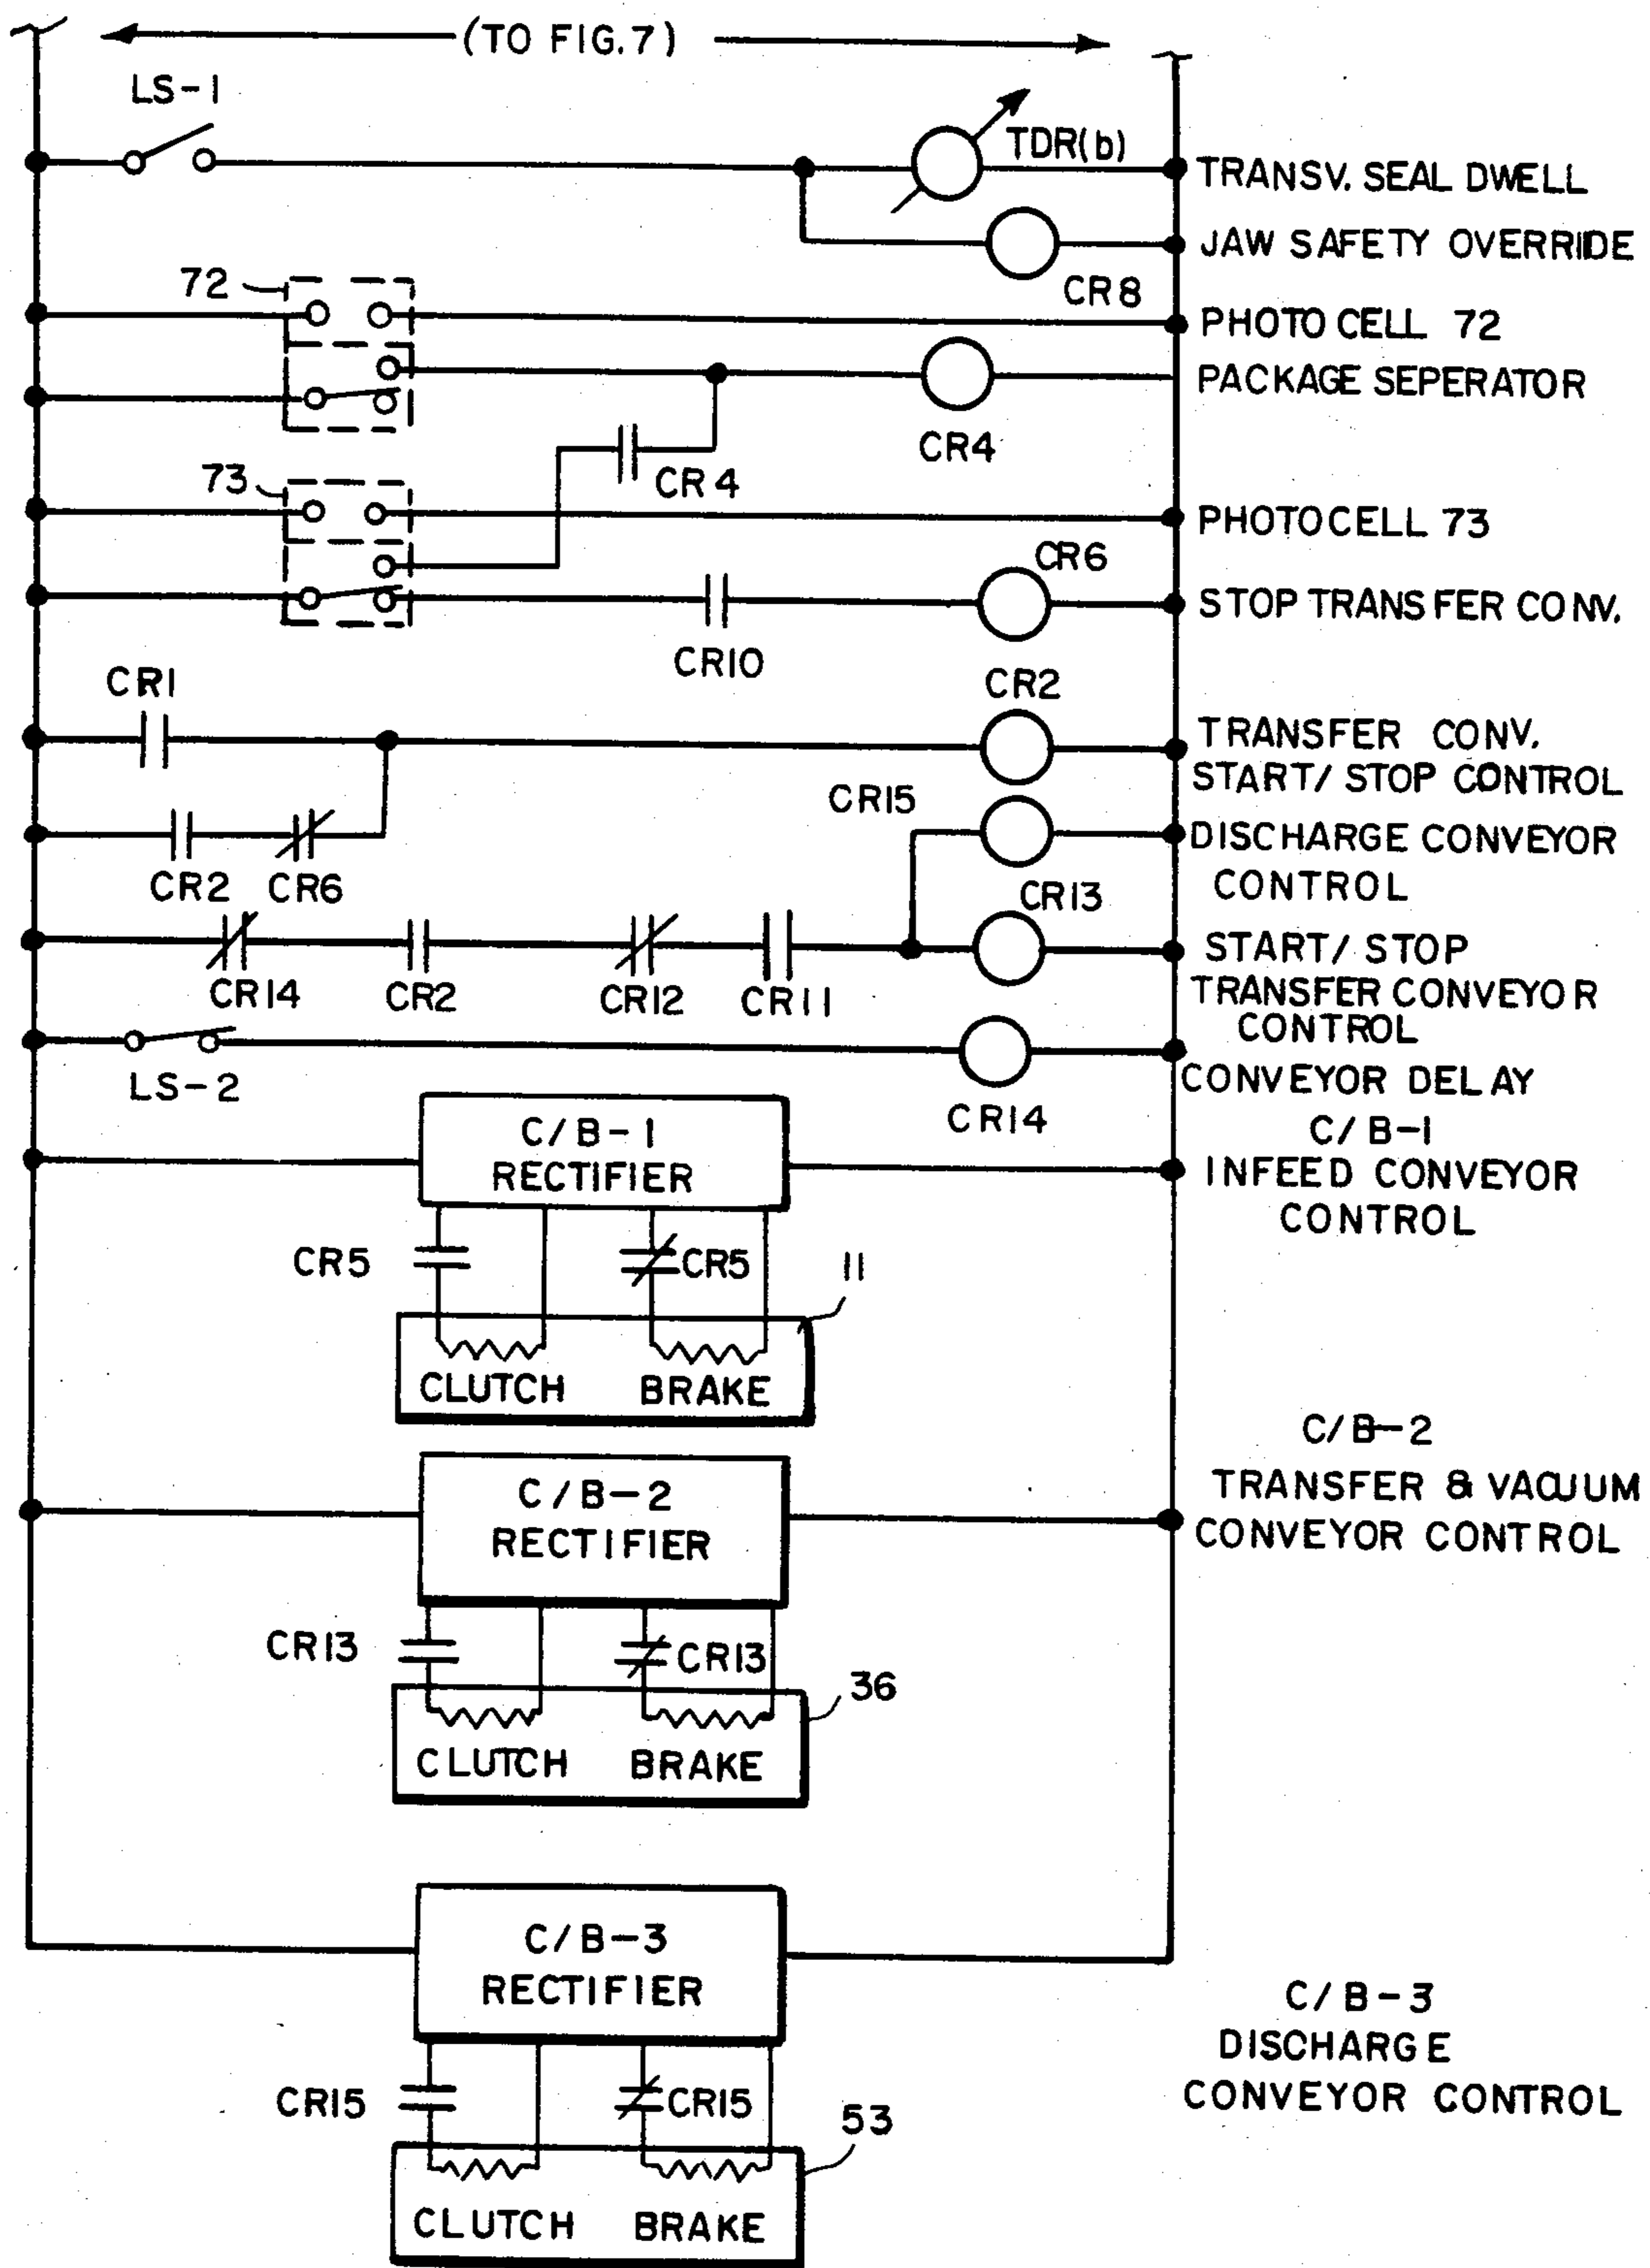 (TO FIG.7)
LS-1
TDR(b)
TRANSV. SEAL DWELL
JAW SAFETY OVERRIDE
CR8
72
PHOTO CELL 72
PACKAGE SEPERATOR
CR4
CR4
73
PHOTOCELL 73
CR6
STOP TRANSFER CONV.
CR10
CR1
CR2
TRANSFER CONV.
START/STOP CONTROL
CR15
DISCHARGE CONVEYOR
CONTROL
CR2 CR6
CR13
START/STOP
TRANSFER CONVEYOR
CONTROL
CR14 CR2 CR12 CR11
LS-2
CONVEYOR DELAY
CR14
C/B-1
RECTIFIER
C/B-1
INFEED CONVEYOR
CONTROL
CR5 CR5 11
CLUTCH BRAKE
C/B-2
TRANSFER & VACUUM
CONVEYOR CONTROL
C/B-2
RECTIFIER
CR13 CR13 36
CLUTCH BRAKE
C/B-3
RECTIFIER
C/B-3
DISCHARGE
CONVEYOR CONTROL
CR15 CR15 53
CLUTCH BRAKE